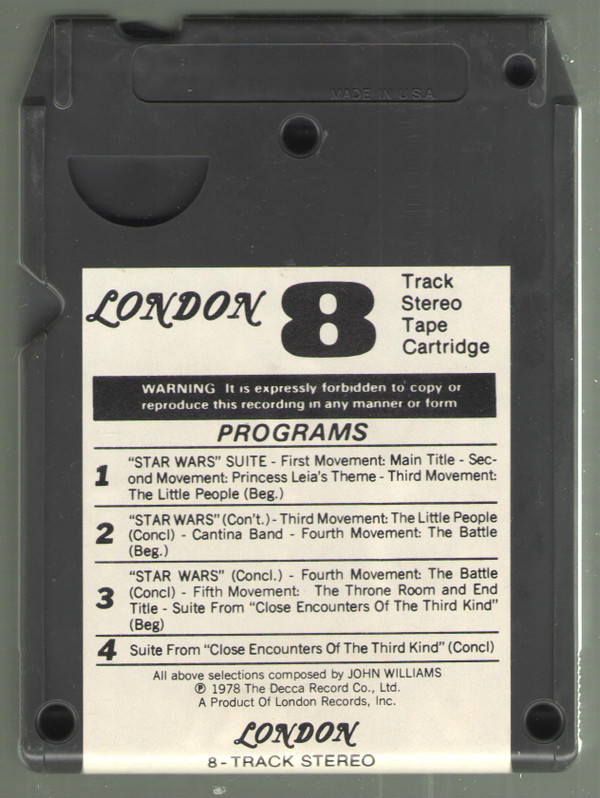 MADE IN U.S.A.
LONDON 8 Track
Stereo
Tape
Cartridge
WARNING It is expressly forbidden to copy or
reproduce this recording in any manner or form
PROGRAMS
1 "STAR WARS" SUITE - First Movement: Main Title - Sec-
ond Movement: Princess Leia's Theme - Third Movement:
The Little People (Beg.)
2 "STAR WARS" (Con't.) - Third Movement: The Little People
(Concl) - Cantina Band - Fourth Movement: The Battle
(Beg.)
3 "STAR WARS" (Concl.) - Fourth Movement: The Battle
(Concl) - Fifth Movement: The Throne Room and End
Title - Suite From "Close Encounters Of The Third Kind"
(Beg)
4 Suite From "Close Encounters Of The Third Kind" (Concl)
All above selections composed by JOHN WILLIAMS
℗ 1978 The Decca Record Co., Ltd.
A Product Of London Records, Inc.
LONDON
8-TRACK STEREO